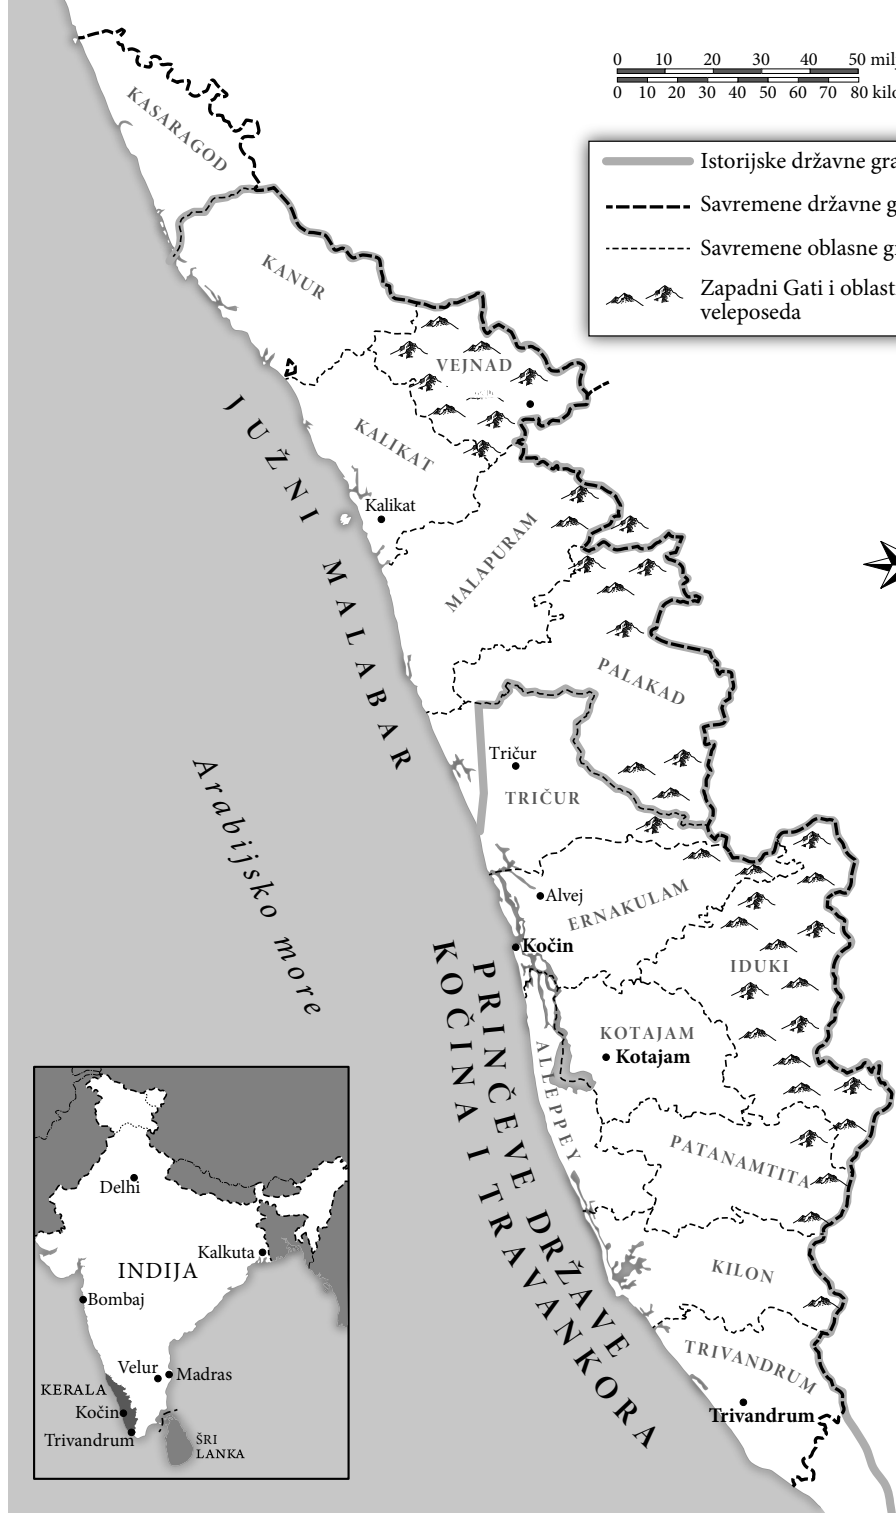 0 10 20 30 40 50 milj
0 10 20 30 40 50 60 70 80 kilo
Istorijske državne gra
Savremene državne g
Savremene oblasne gr
Zapadni Gati i oblast
veleposeda
KASARAGOD
KANUR
VEJNAD
KALIKAT
Kalikat
MALAPURAM
PALAKAD
JUŽNI MALABAR
Tričur
TRIČUR
Arabijsko more
Alvej
ERNAKULAM
Kočin
IDUKI
PRINČEVE DRŽAVE
KOČINA I TRAVANKORA
KOTAJAM
Kotajam
ALLEPPEY
PATANAMTITA
KILON
TRIVANDRUM
Trivandrum
Delhi
Kalkuta
INDIJA
Bombaj
Velur
Madras
KERALA
Kočin
Trivandrum
ŠRI
LANKA